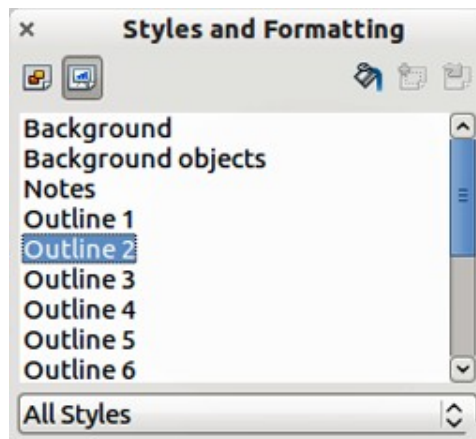 Styles and Formatting
Background
Background objects
Notes
Outline 1
Outline 2
Outline 3
Outline 4
Outline 5
Outline 6
All Styles